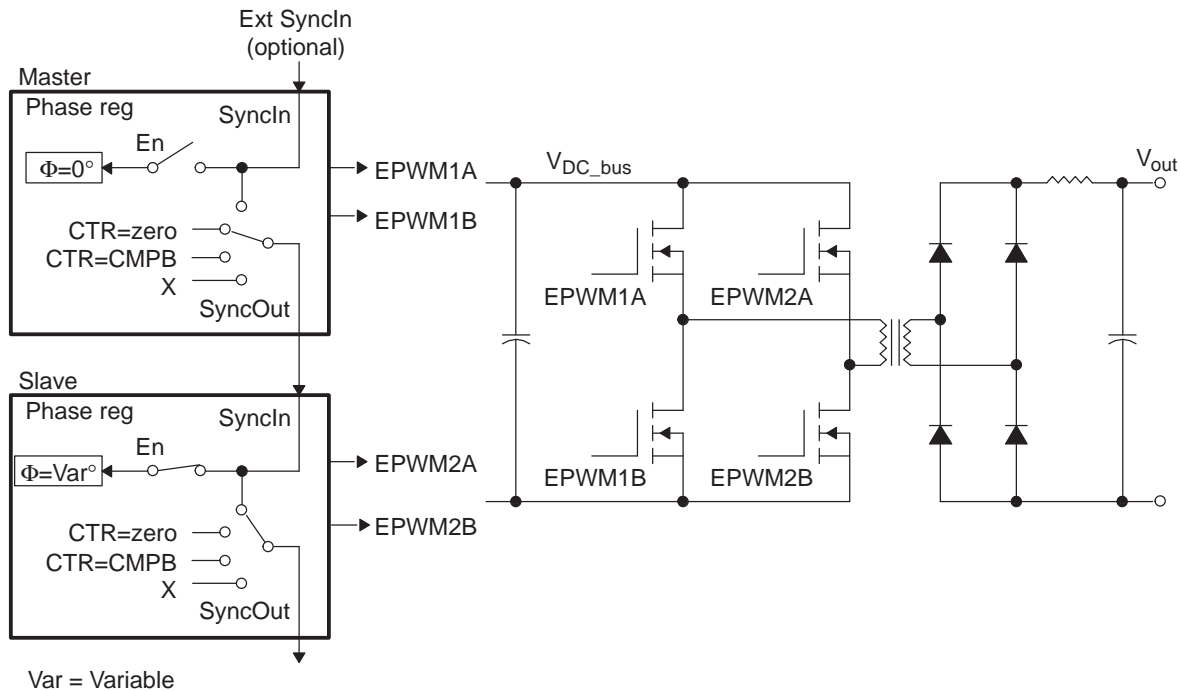 Ext SyncIn
(optional)
Master
Phase reg
SyncIn
En
Φ=0°
EPWM1A
EPWM1B
CTR=zero
CTR=CMPB
X
SyncOut
Slave
Phase reg
SyncIn
En
Φ=Var°
EPWM2A
EPWM2B
CTR=zero
CTR=CMPB
X
SyncOut
Var = Variable
VDC_bus
Vout
EPWM1A
EPWM2A
EPWM1B
EPWM2B